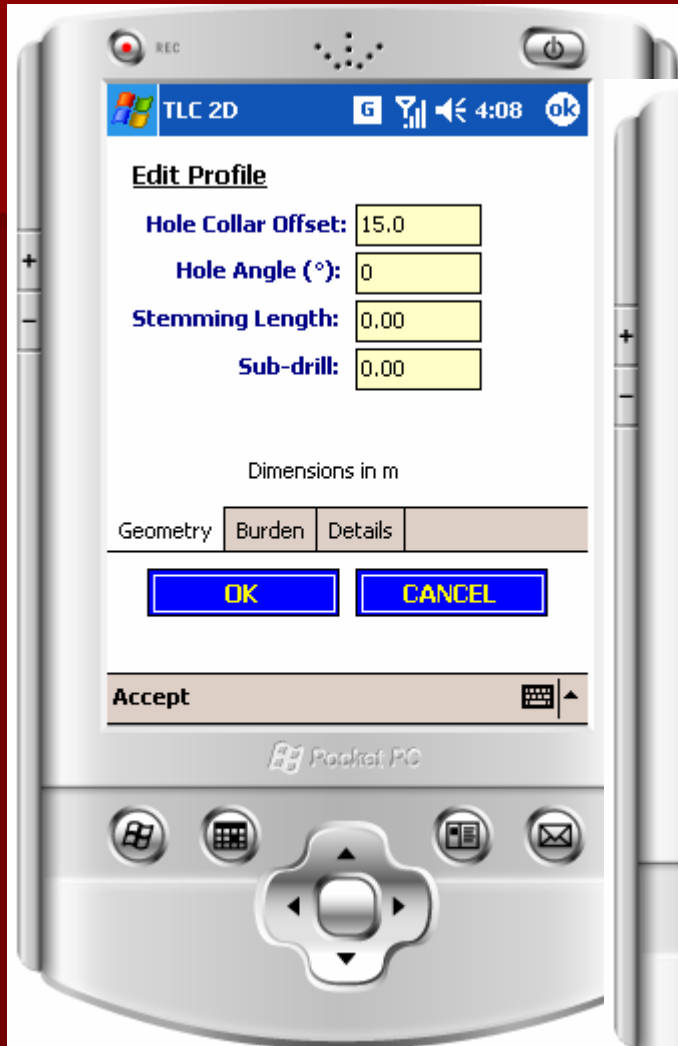 REC
TLC 2D G 4:08 ok
Edit Profile
Hole Collar Offset: 15.0
Hole Angle (°): 0
Stemming Length: 0.00
Sub-drill: 0.00
Dimensions in m
Geometry Burden Details
OK CANCEL
Accept
Pocket PC